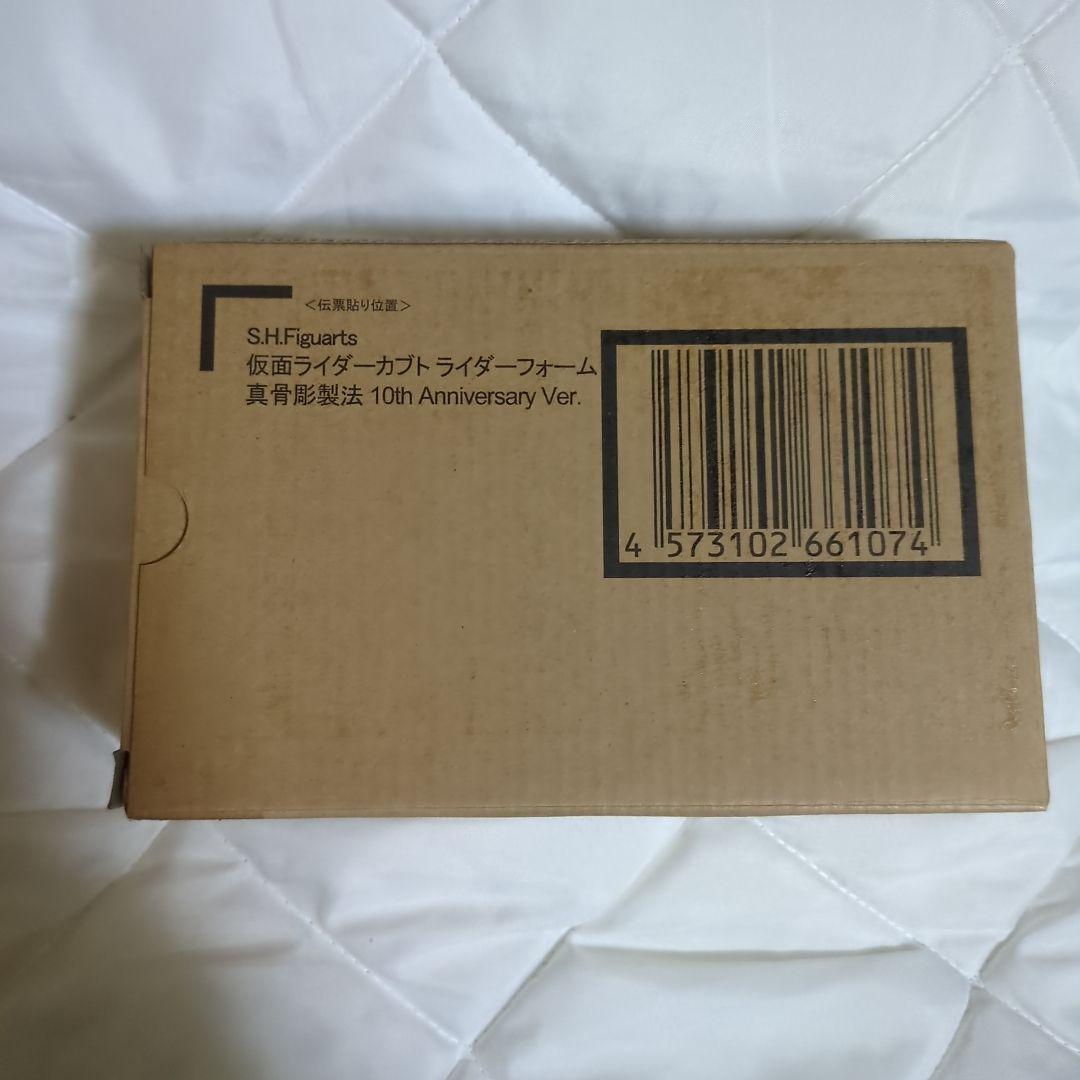 ＜伝票貼り位置＞
S.H.Figuarts
仮面ライダーカブト ライダーフォーム
真骨彫製法 10th Anniversary Ver.
4 573102 661074